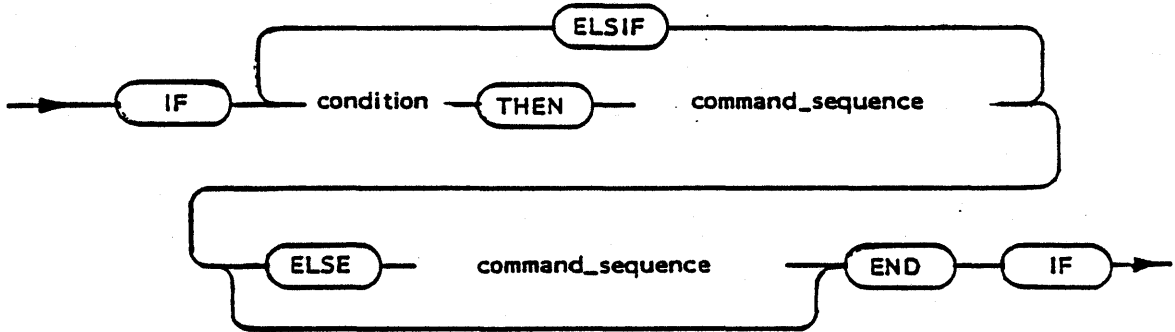 ELSIF
IF condition THEN command_sequence
ELSE command_sequence END IF